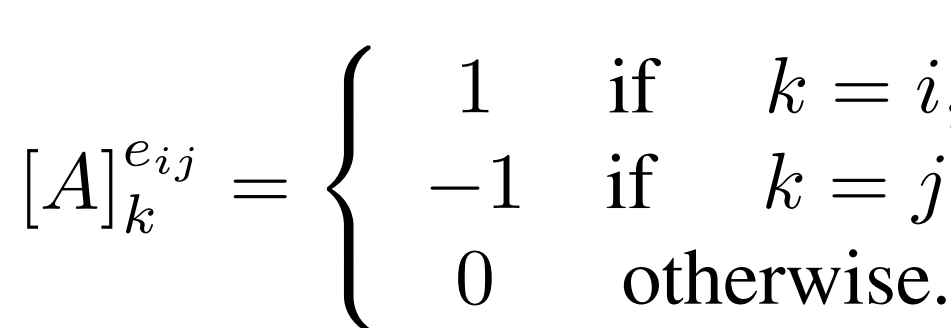 1 if k = i,
[A]_k^{e_{ij}} = { −1 if k = j
0 otherwise.